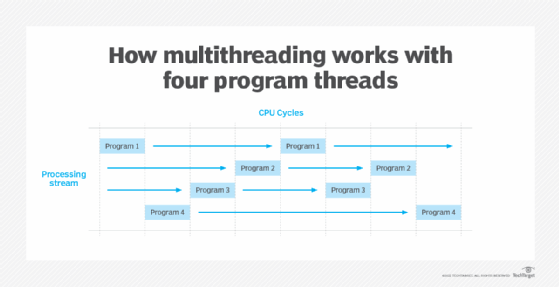 How multithreading works with
four program threads
CPU Cycles
Processing
stream
Program 1
Program 1
Program 2
Program 2
Program 3
Program 3
Program 4
Program 4
TechTarget